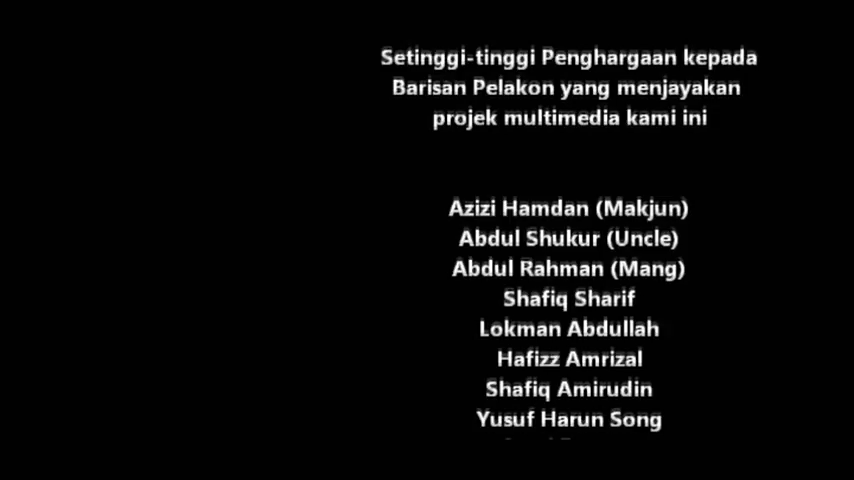 Setinggi-tinggi Penghargaan kepada
Barisan Pelakon yang menjayakan
projek multimedia kami ini
Azizi Hamdan (Makjun)
Abdul Shukur (Uncle)
Abdul Rahman (Mang)
Shafiq Sharif
Lokman Abdullah
Hafizz Amrizal
Shafiq Amirudin
Yusuf Harun Song